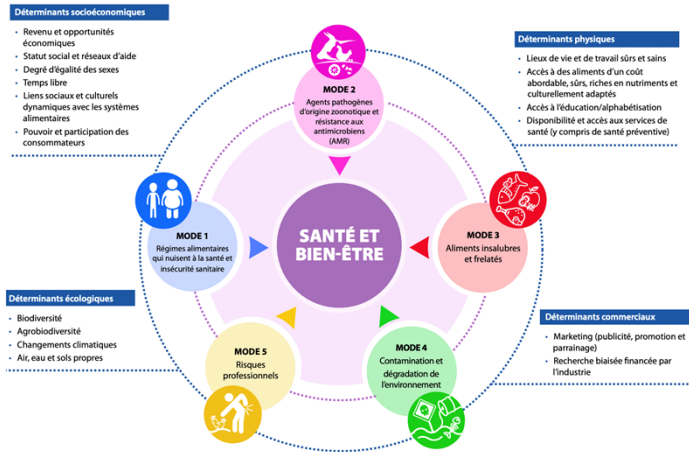 Déterminants socioéconomiques
• Revenu et opportunités
économiques
• Statut social et réseaux d'aide
• Degré d'égalité des sexes
• Temps libre
• Liens sociaux et culturels
dynamiques avec les systèmes
alimentaires
• Pouvoir et participation des
consommateurs
Déterminants physiques
• Lieux de vie et de travail sûrs et sains
• Accès à des aliments d'un coût
abordable, sûrs, riches en nutriments et
culturellement adaptés
• Accès à l'éducation/alphabétisation
• Disponibilité et accès aux services de
santé (y compris de santé préventive)
MODE 2
Agents pathogènes
d'origine zoonotique et
résistance aux
antimicrobiens
(AMR)
MODE 1
Régimes alimentaires
qui nuisent à la santé et
insécurité sanitaire
SANTÉ ET
BIEN-ÊTRE
MODE 3
Aliments insalubres
et frelatés
Déterminants écologiques
• Biodiversité
• Agrobiodiversité
• Changements climatiques
• Air, eau et sols propres
MODE 5
Risques
professionnels
MODE 4
Contamination et
dégradation de
l'environnement
Déterminants commerciaux
• Marketing (publicité, promotion et
parrainage)
• Recherche biaisée financée par
l'industrie